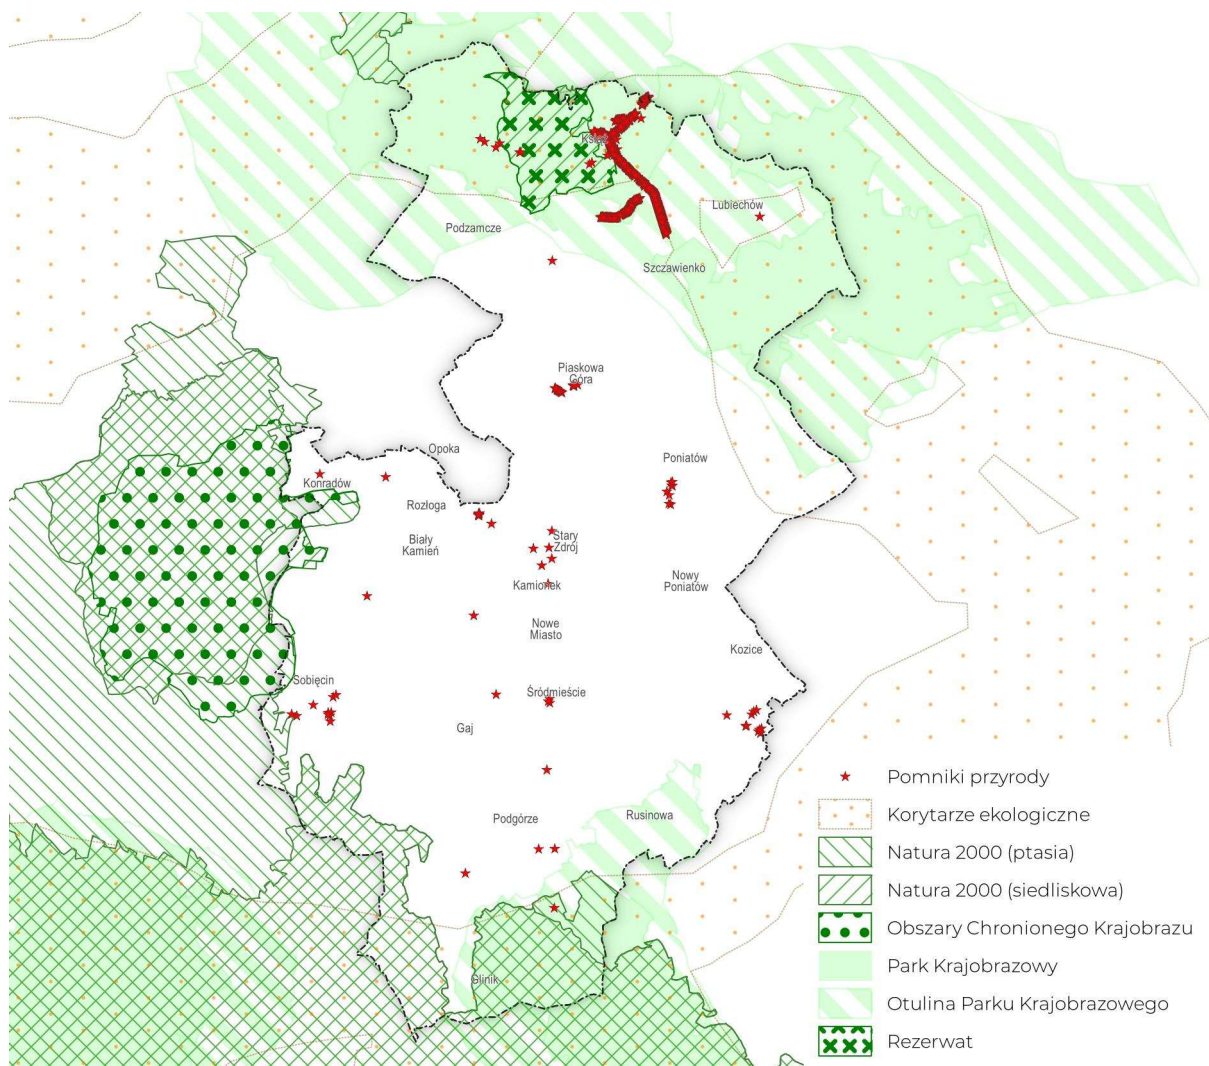 Książ
Lubiechów
Podzamcze
Szczawienko
Piaskowa
Góra
Opoka
Poniatów
Konradów
Rozłoga
Biały
Kamień
Stary
Zdrój
Kamionek
Nowy
Poniatów
Nowe
Miasto
Kozice
Sobięcin
Śródmieście
Gaj
Podgórze
Rusinowa
Glinik
Pomniki przyrody
Korytarze ekologiczne
Natura 2000 (ptasia)
Natura 2000 (siedliskowa)
Obszary Chronionego Krajobrazu
Park Krajobrazowy
Otulina Parku Krajobrazowego
Rezerwat